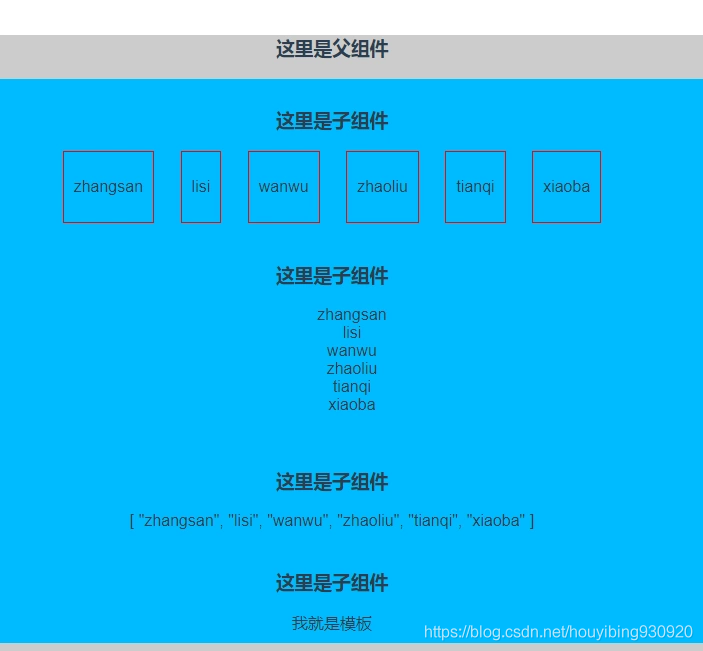 这里是父组件
这里是子组件
zhangsan lisi wanwu zhaoliu tianqi xiaoba
这里是子组件
zhangsan
lisi
wanwu
zhaoliu
tianqi
xiaoba
这里是子组件
[ "zhangsan", "lisi", "wanwu", "zhaoliu", "tianqi", "xiaoba" ]
这里是子组件
我就是模板
https://blog.csdn.net/houyibing930920